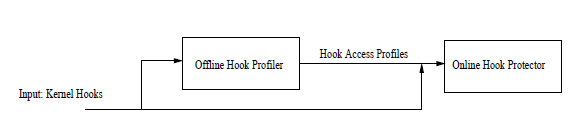 Hook Access Profiles
Offline Hook Profiler
Online Hook Protector
Input: Kernel Hooks